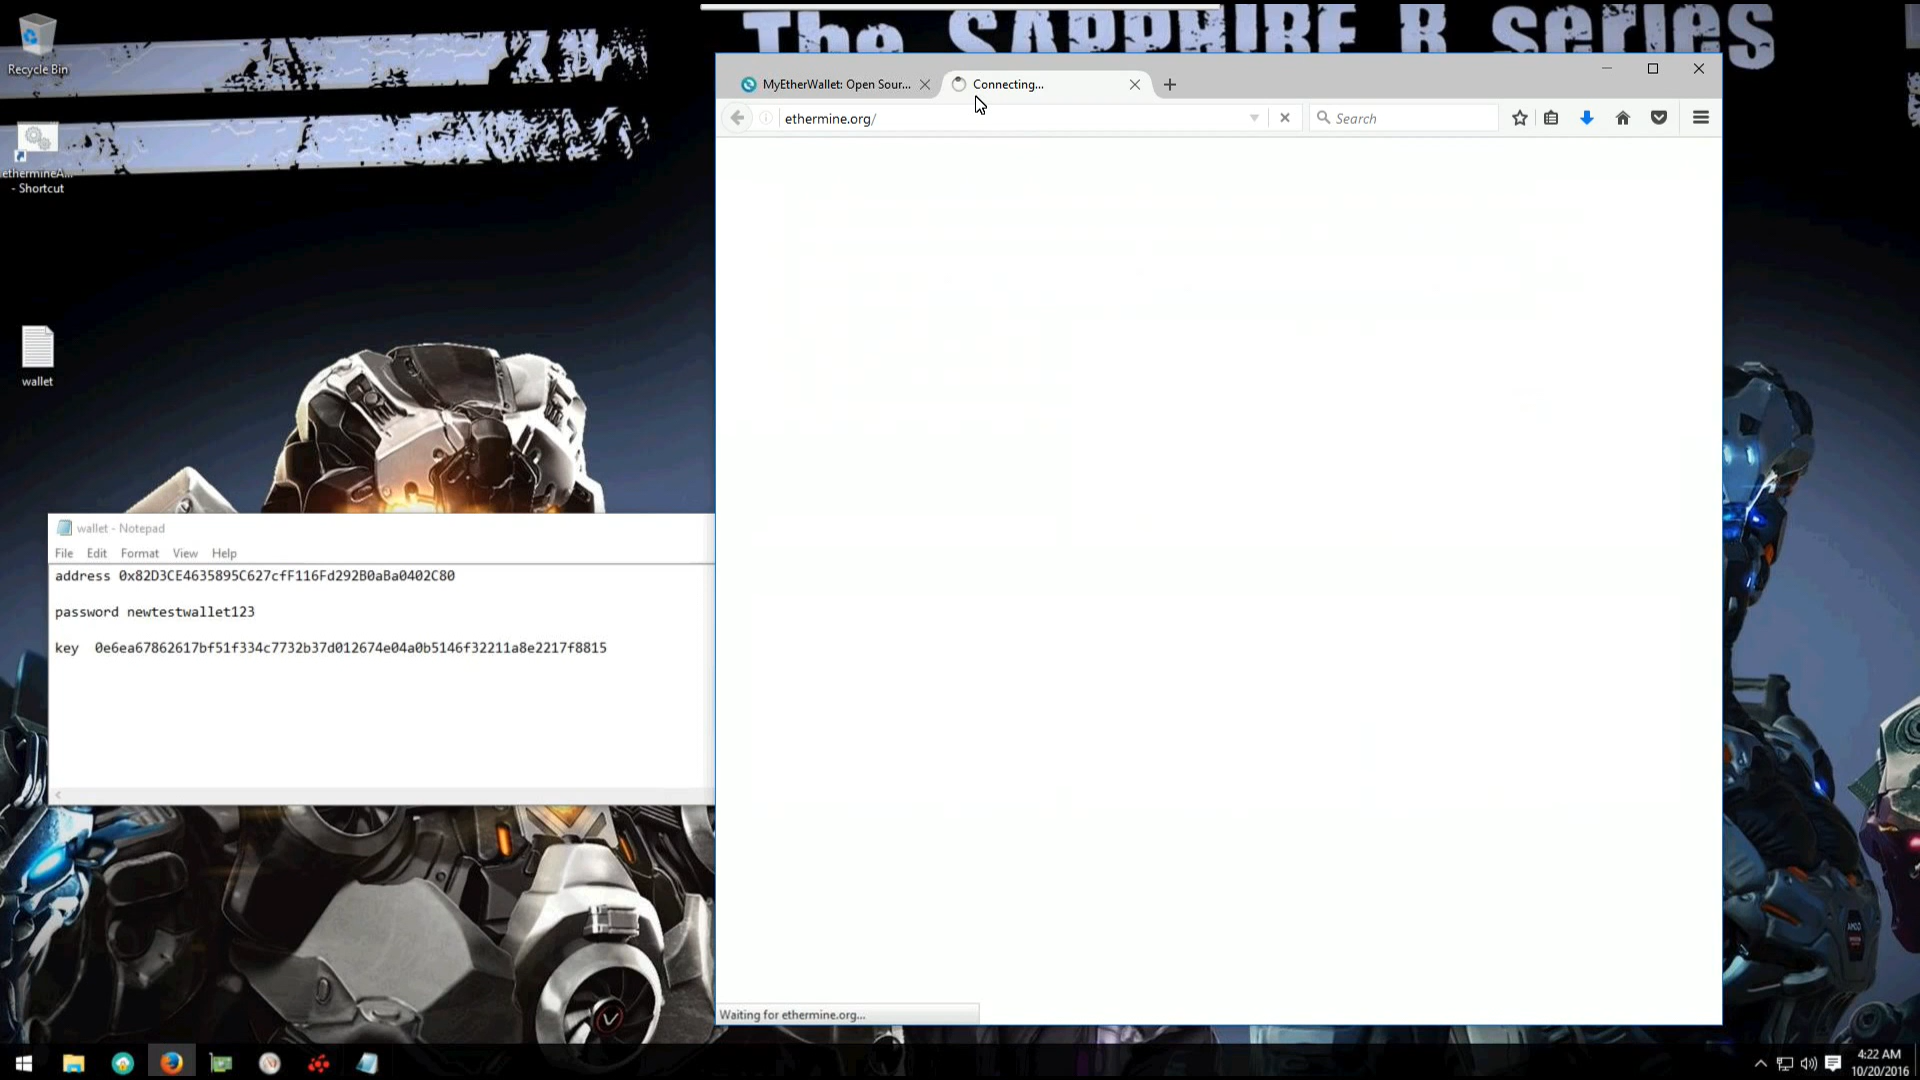 The SAPPHIRE R series
Recycle Bin
ethermineA...
- Shortcut
wallet
MyEtherWallet: Open Sour...
Connecting...
ethermine.org/
Search
wallet - Notepad
File Edit Format View Help
address 0x82D3CE4635895C627cfF116Fd292B0aBa0402C80
password newtestwallet123
key 0e6ea67862617bf51f334c7732b37d012674e04a0b5146f32211a8e2217f8815
Waiting for ethermine.org...
4:22 AM
10/20/2016